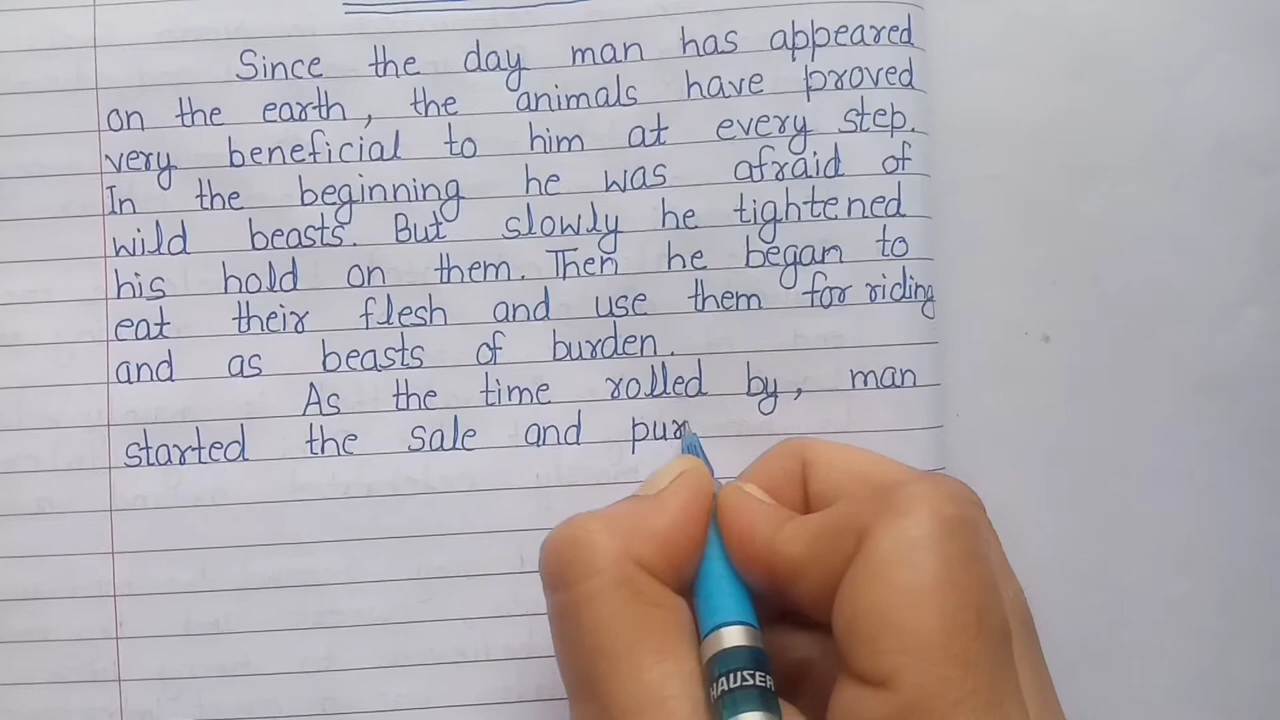 Since the day man has appeared
on the earth, the animals have proved
very beneficial to him at every step.
In the beginning he was afraid of
wild beasts. But slowly he tightened
his hold on them. Then he began to
eat their flesh and use them for riding
and as beasts of burden.
As the time rolled by, man
started the sale and pur
HAUSER